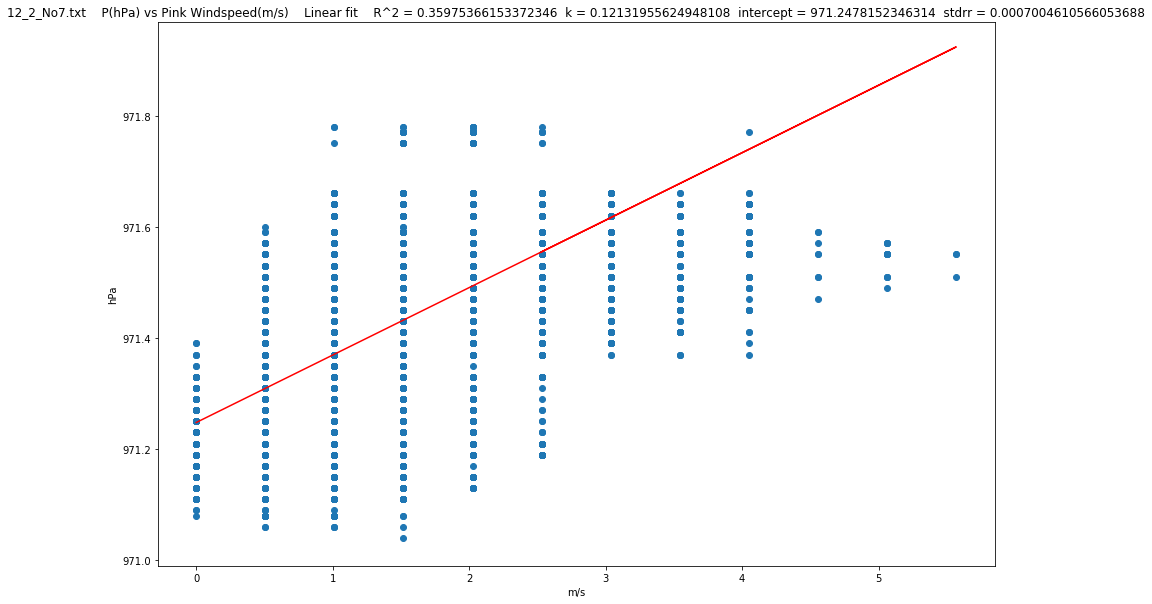 12_2_No7.txt    P(hPa) vs Pink Windspeed(m/s)    Linear fit    R^2 = 0.35975366153372346  k = 0.12131955624948108  intercept = 971.2478152346314  stdrr = 0.0007004610566053688
971.8
971.6
hPa
971.4
971.2
971.0
0 1 2 3 4 5
m/s